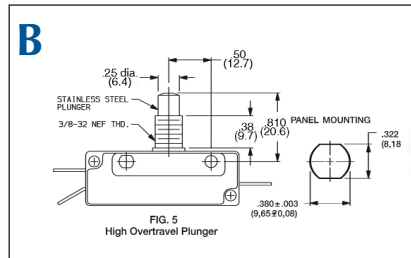 B
.50
(12.7)
.25 dia.
(6.4)
STAINLESS STEEL
PLUNGER
3/8-32 NEF THD.
.38
(9.7)
.810
(20.6)
PANEL MOUNTING
.322
(8,18
.380±.003
(9,65±0,08)
FIG. 5
High Overtravel Plunger